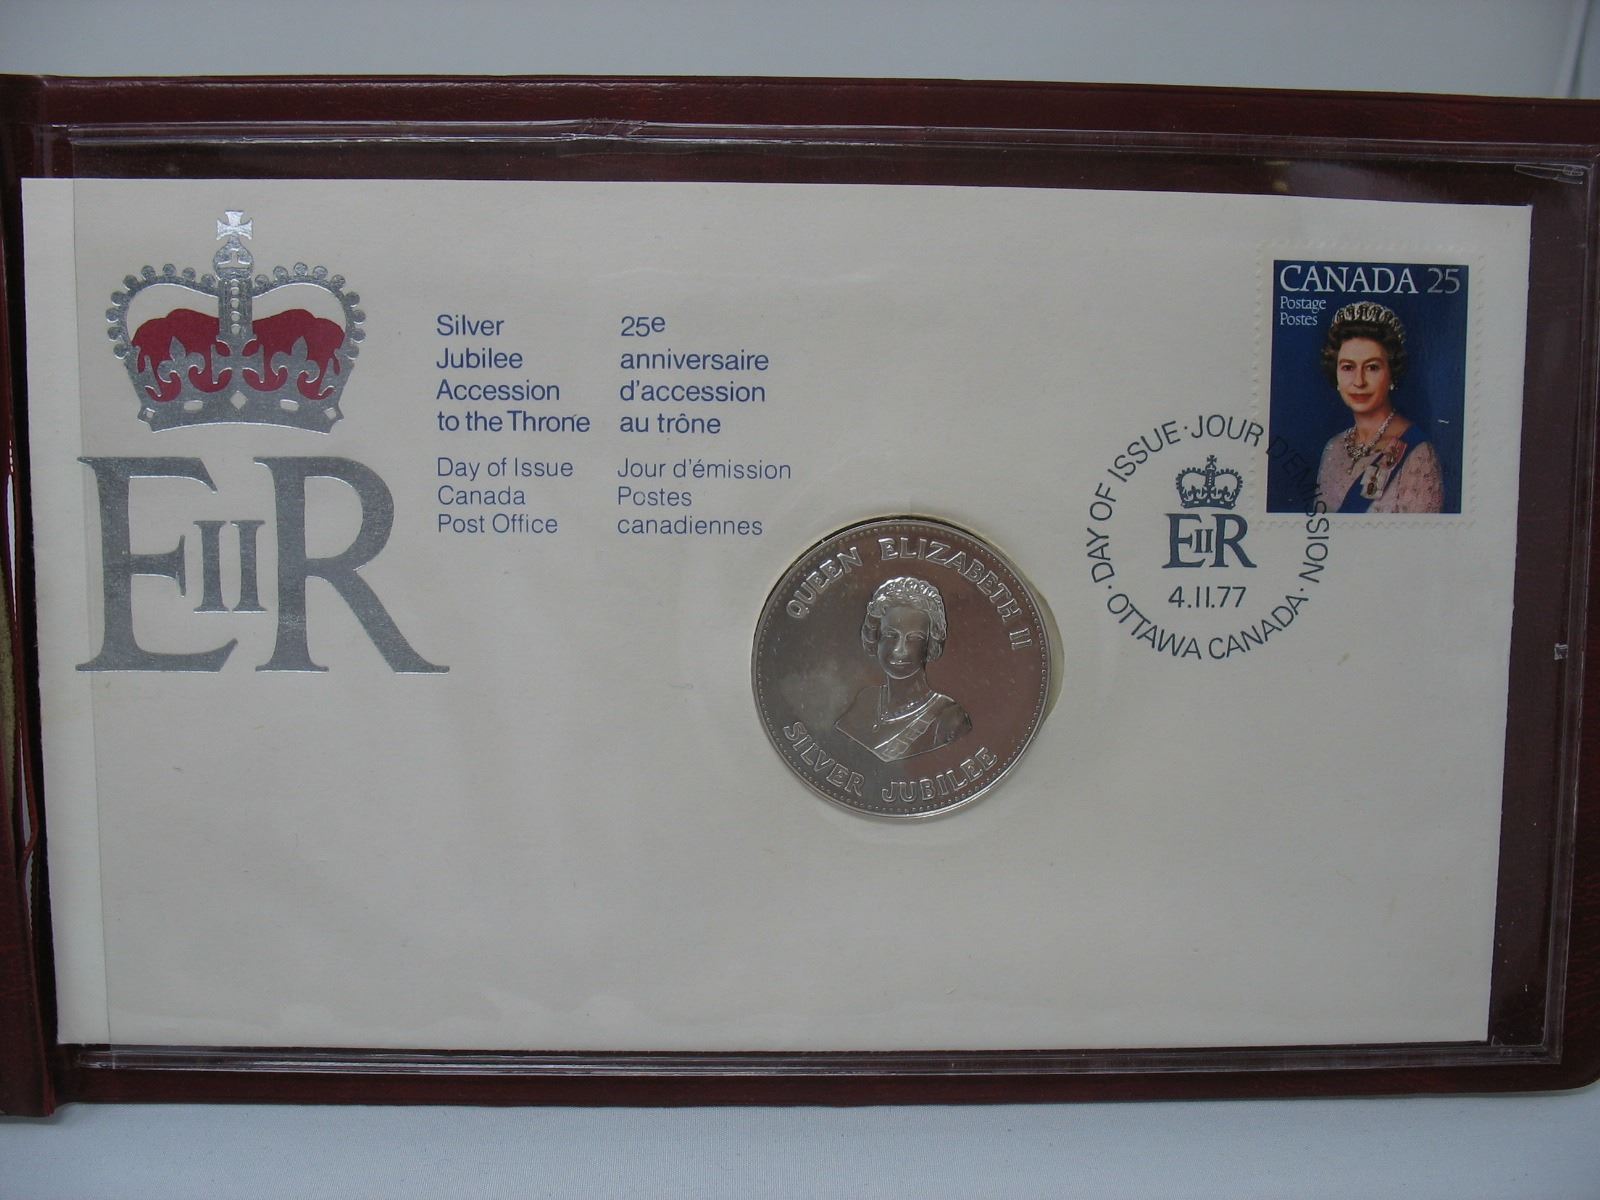 EIIR
Silver
Jubilee
Accession
to the Throne
Day of Issue
Canada
Post Office
25e
anniversaire
d'accession
au trône
Jour d'émission
Postes
canadiennes
QUEEN ELIZABETH II
SILVER JUBILEE
CANADA 25
Postage
Postes
DAY OF ISSUE · JOUR D'EMISSION
EIIR
4.II.77
· OTTAWA CANADA ·